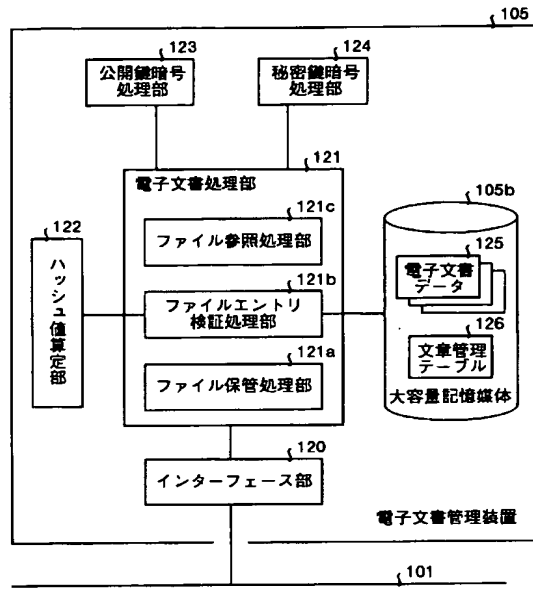 105
123
124
公開鍵暗号
処理部
秘密鍵暗号
処理部
121
電子文書処理部
121c
ファイル参照処理部
105b
122
ハッシュ値算定部
121b
ファイルエントリ
検証処理部
125
電子文書
データ
121a
ファイル保管処理部
126
文章管理
テーブル
大容量記憶媒体
120
インターフェース部
電子文書管理装置
101